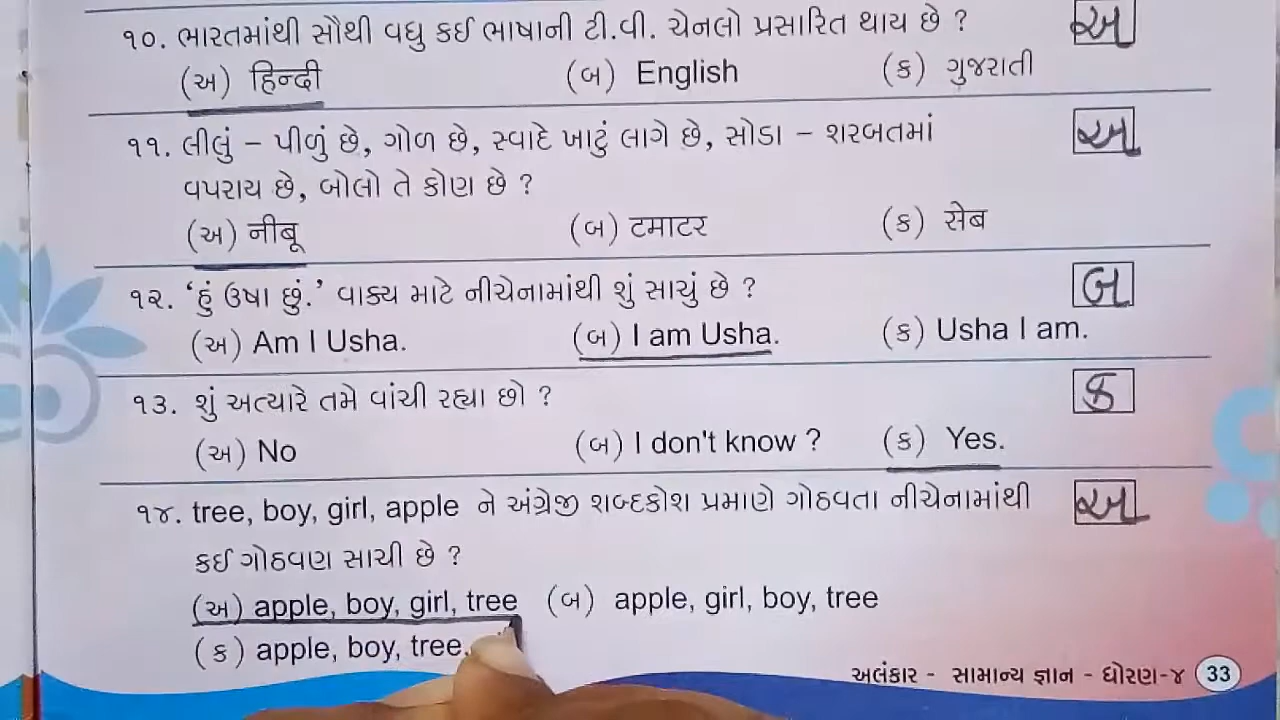 ૧૦. ભારતમાંથી સૌથી વધુ કઈ ભાષાની ટી.વી. ચેનલો પ્રસારિત થાય છે ? અ
(અ) हिन्दी (બ) English (ક) ગુજરાતી
૧૧. લીલું – પીળું છે, ગોળ છે, સ્વાદે ખાટું લાગે છે, સોડા – શરબતમાં અ
વપરાય છે, બોલો તે કોણ છે ?
(અ) नीबू (બ) टमाटर (ક) सेब
૧૨. ‘હું ઉષા છું.’ વાક્ય માટે નીચેનામાંથી શું સાચું છે ? બ
(અ) Am I Usha. (બ) I am Usha. (ક) Usha I am.
૧૩. શું અત્યારે તમે વાંચી રહ્યા છો ? ક
(અ) No (બ) I don't know ? (ક) Yes.
૧૪. tree, boy, girl, apple ને અંગ્રેજી શબ્દકોશ પ્રમાણે ગોઠવતા નીચેનામાંથી અ
કઈ ગોઠવણ સાચી છે ?
(અ) apple, boy, girl, tree (બ) apple, girl, boy, tree
(ક) apple, boy, tree,
અલંકાર - સામાન્ય જ્ઞાન - ધોરણ-૪ 33